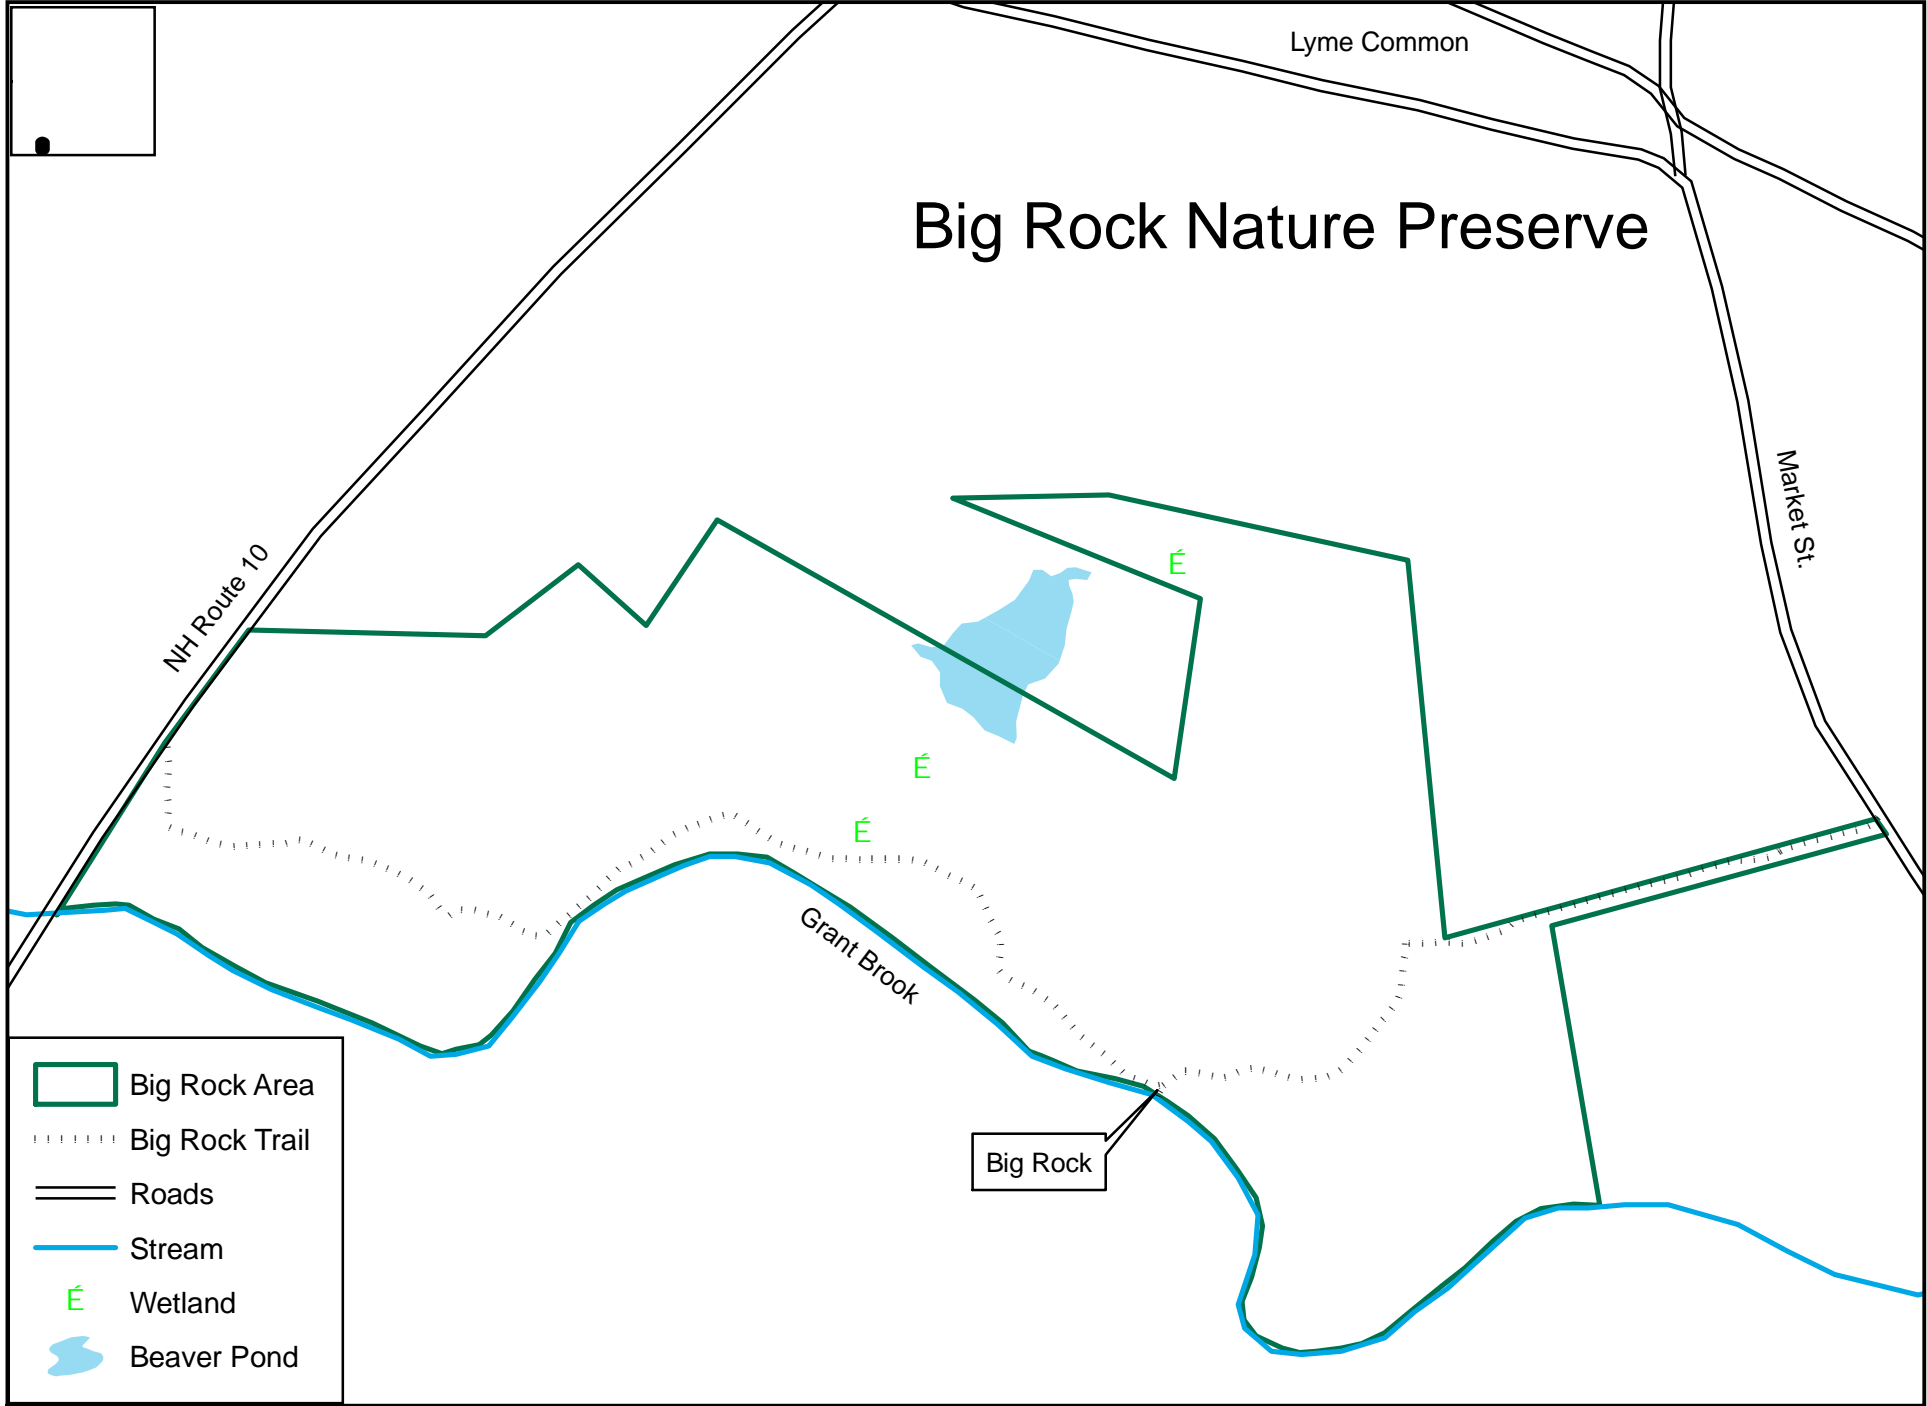 Lyme Common
Big Rock Nature Preserve
Market St.
NH Route 10
É
É
É
Grant Brook
Big Rock
Big Rock Area
Big Rock Trail
Roads
Stream
É Wetland
Beaver Pond